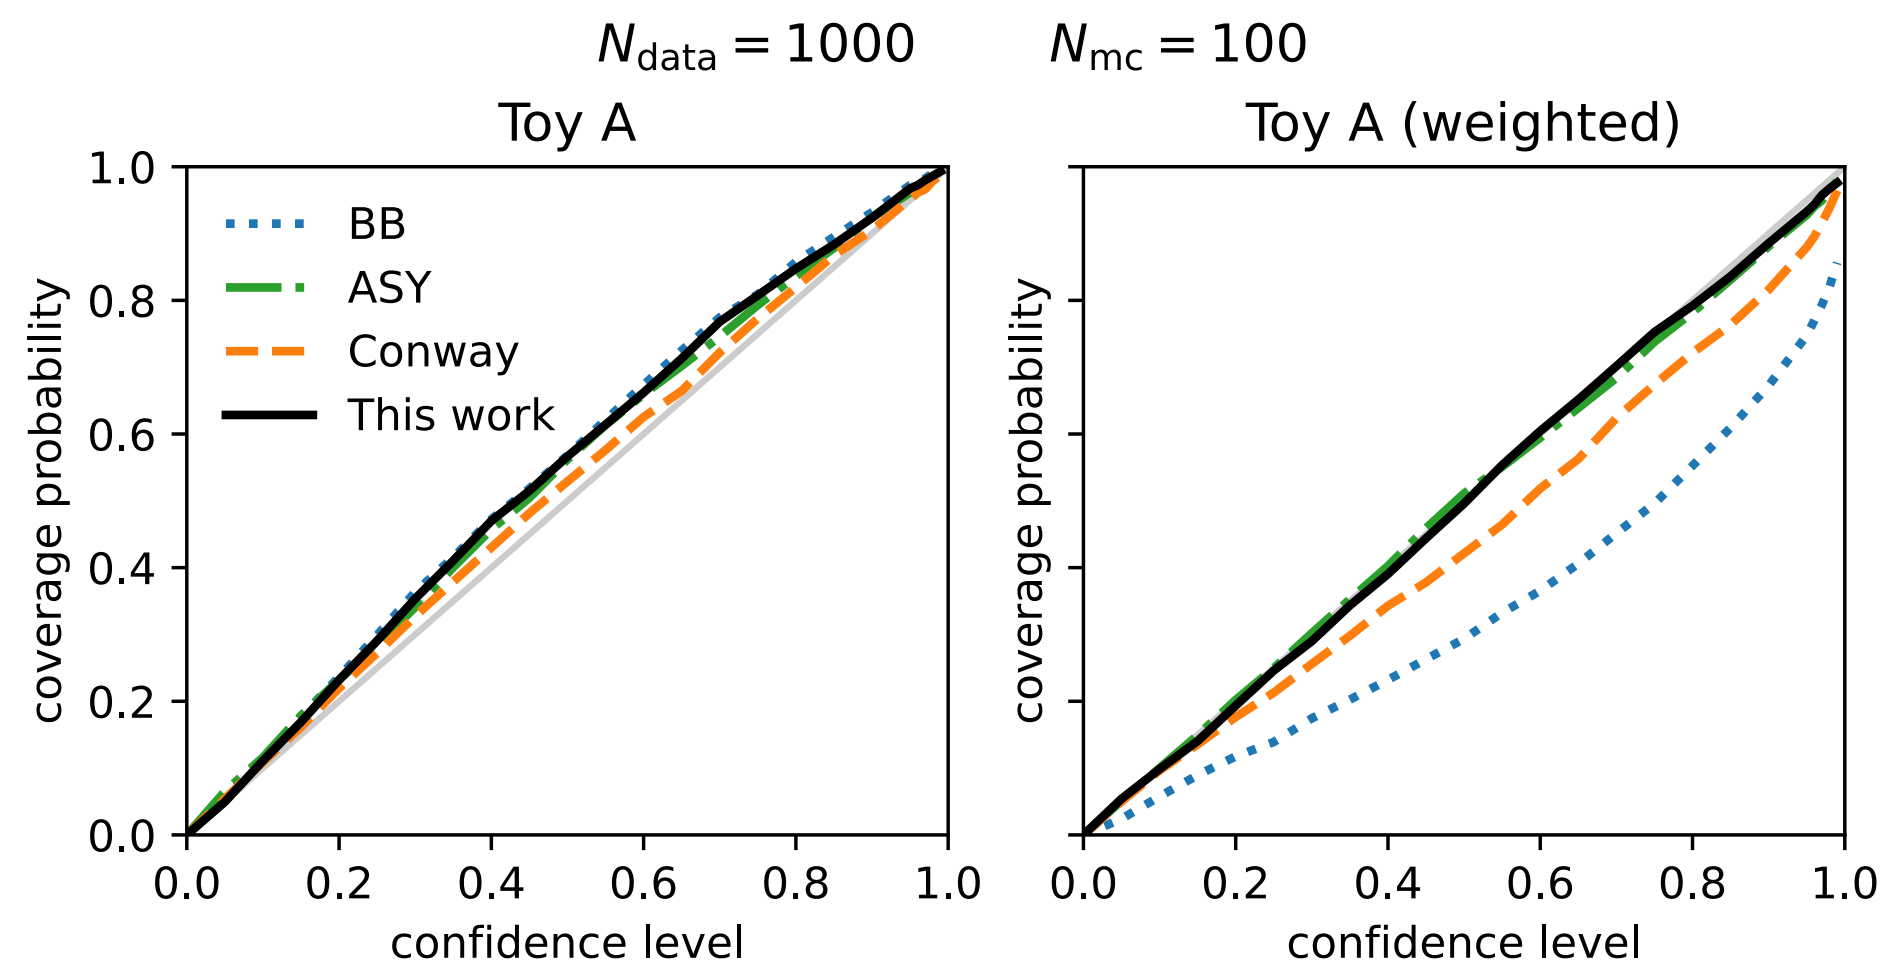 N_data = 1000 N_mc = 100
Toy A
Toy A (weighted)
1.0
0.8
0.6
0.4
0.2
0.0
coverage probability
BB
ASY
Conway
This work
0.0 0.2 0.4 0.6 0.8 1.0
confidence level
coverage probability
0.0 0.2 0.4 0.6 0.8 1.0
confidence level